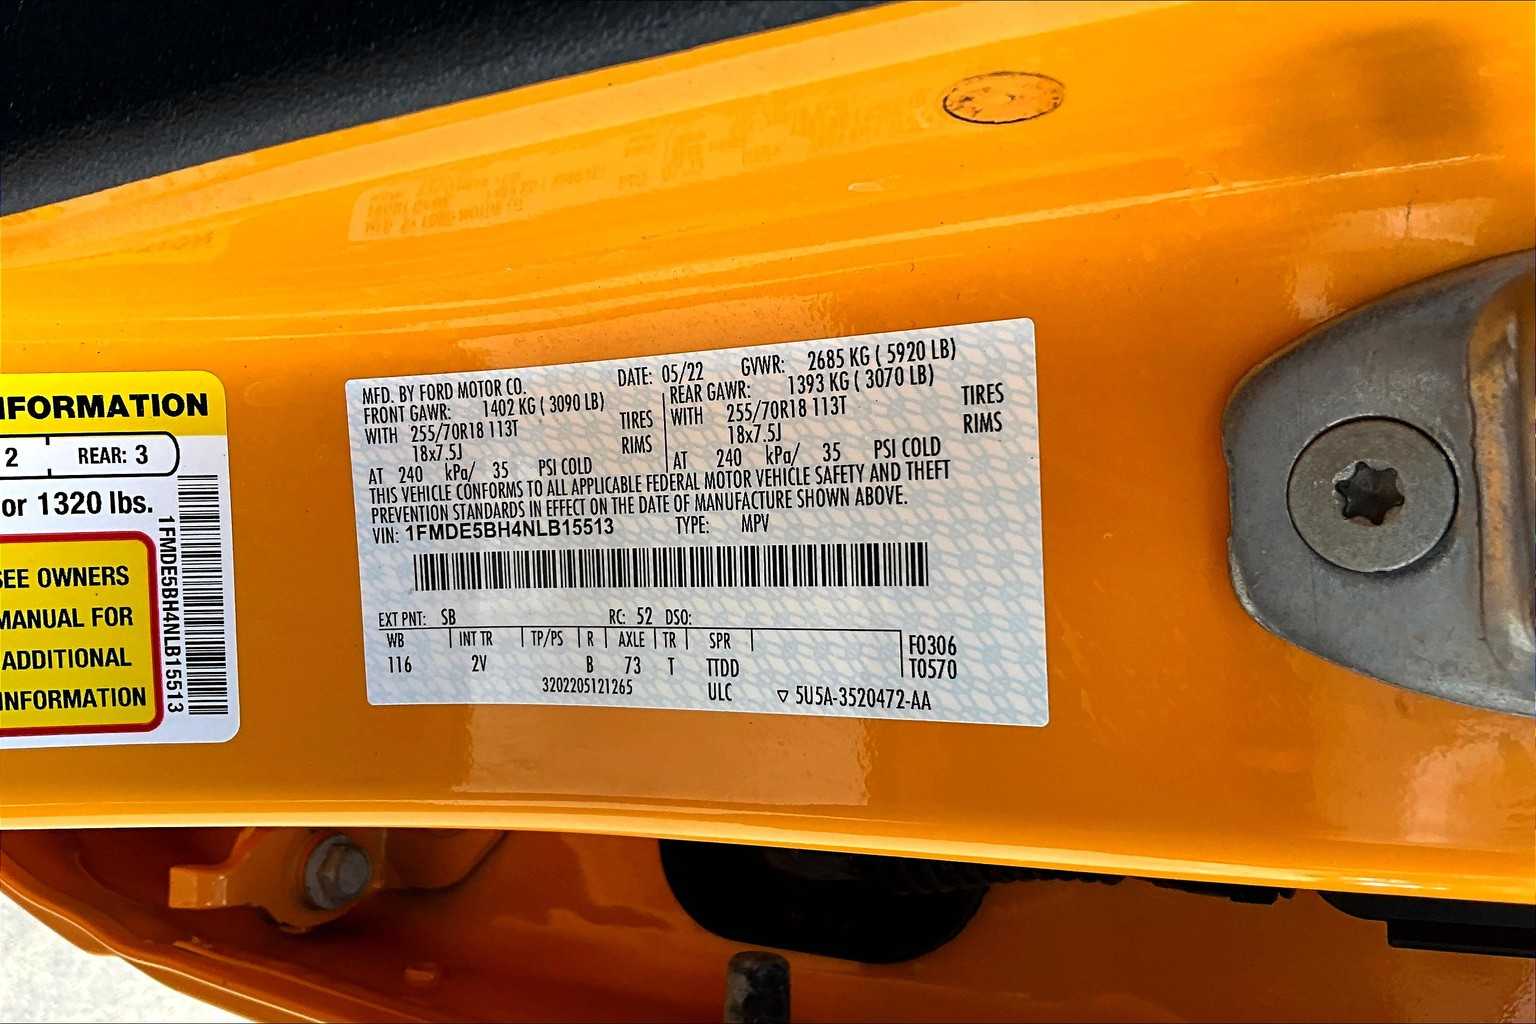 NFORMATION
2 REAR: 3
or 1320 lbs.
SEE OWNERS
MANUAL FOR
ADDITIONAL
INFORMATION
1FMDE5BH4NLB15513
MFD. BY FORD MOTOR CO. DATE: 05/22 GVWR: 2685 KG ( 5920 LB)
FRONT GAWR: 1402 KG ( 3090 LB) REAR GAWR: 1393 KG ( 3070 LB)
WITH 255/70R18 113T TIRES WITH 255/70R18 113T TIRES
18x7.5J RIMS 18x7.5J RIMS
AT 240 kPa/ 35 PSI COLD AT 240 kPa/ 35 PSI COLD
THIS VEHICLE CONFORMS TO ALL APPLICABLE FEDERAL MOTOR VEHICLE SAFETY AND THEFT
PREVENTION STANDARDS IN EFFECT ON THE DATE OF MANUFACTURE SHOWN ABOVE.
VIN: 1FMDE5BH4NLB15513 TYPE: MPV
EXT PNT: SB RC: 52 DSO:
WB INT TR TP/PS R AXLE TR SPR F0306
116 2V B 73 T TTDD T0570
3202205121265 ULC ▽ 5U5A-3520472-AA